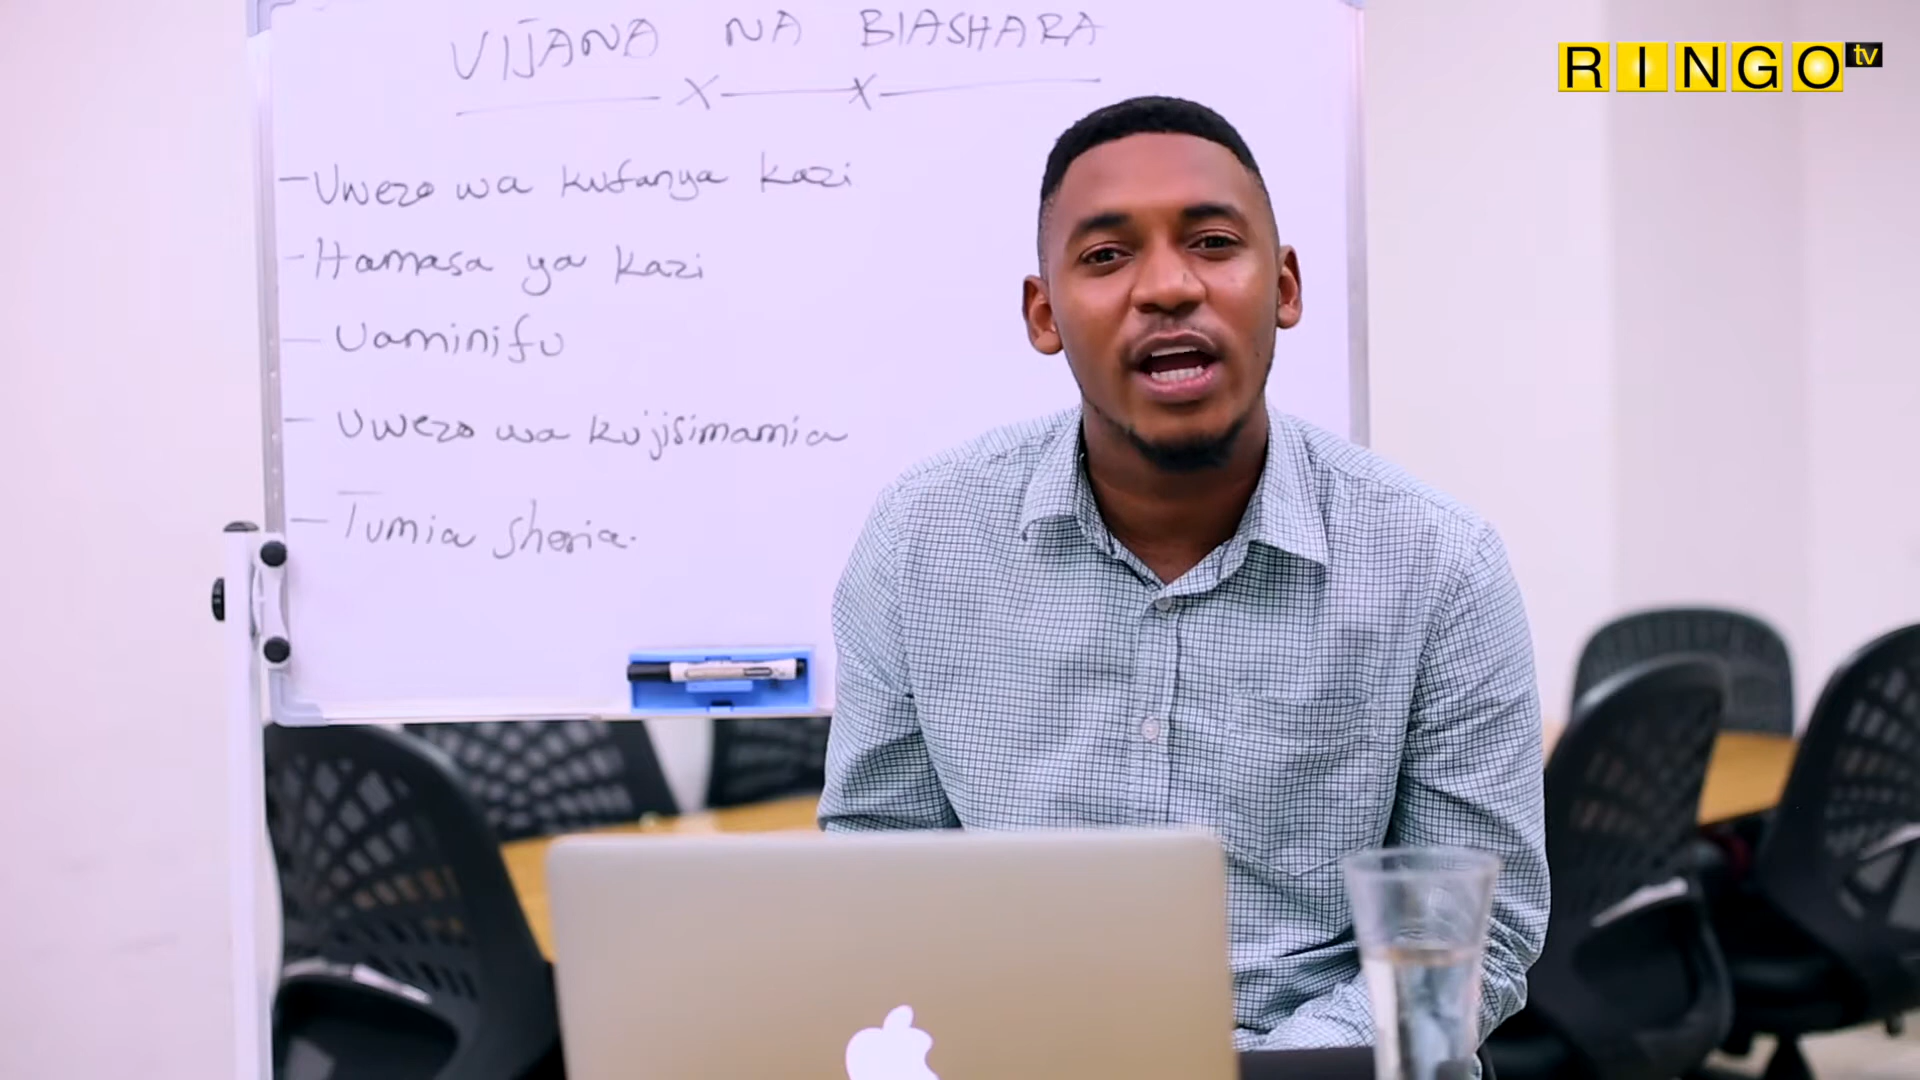 VIJANA NA BIASHARA
RINGO tv
- Uwezo wa kufanya kazi
- Hamasa ya kazi
- Uaminifu
- Uwezo wa kujisimamia
- Tumia sheria.